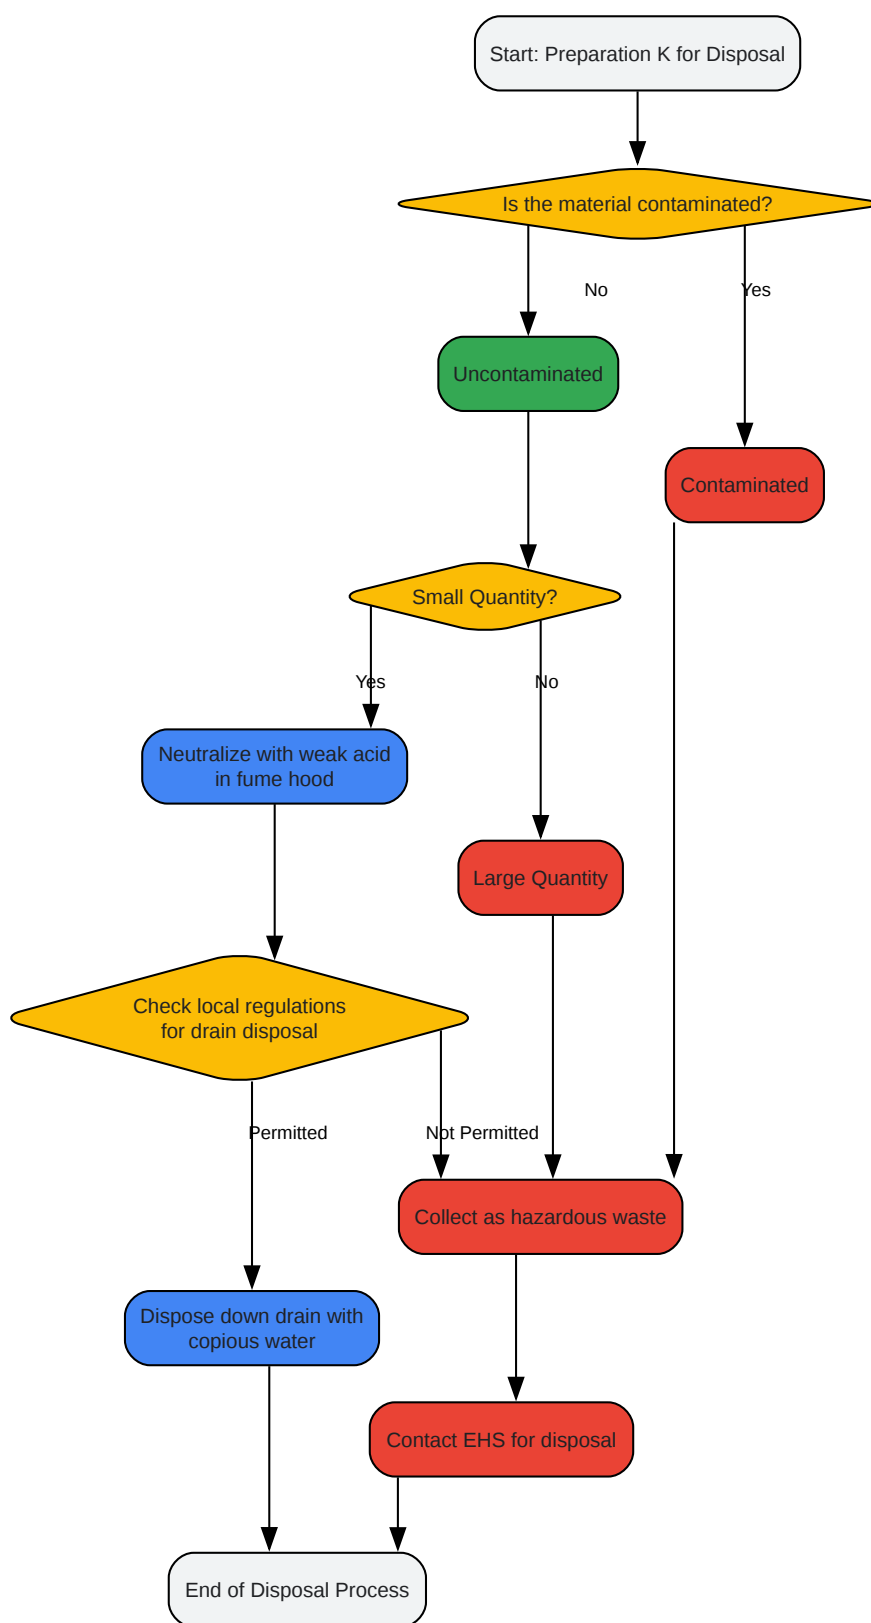 Start: Preparation K for Disposal
Is the material contaminated?
No
Yes
Uncontaminated
Contaminated
Small Quantity?
Yes
No
Neutralize with weak acid
in fume hood
Large Quantity
Check local regulations
for drain disposal
Permitted
Not Permitted
Collect as hazardous waste
Dispose down drain with
copious water
Contact EHS for disposal
End of Disposal Process